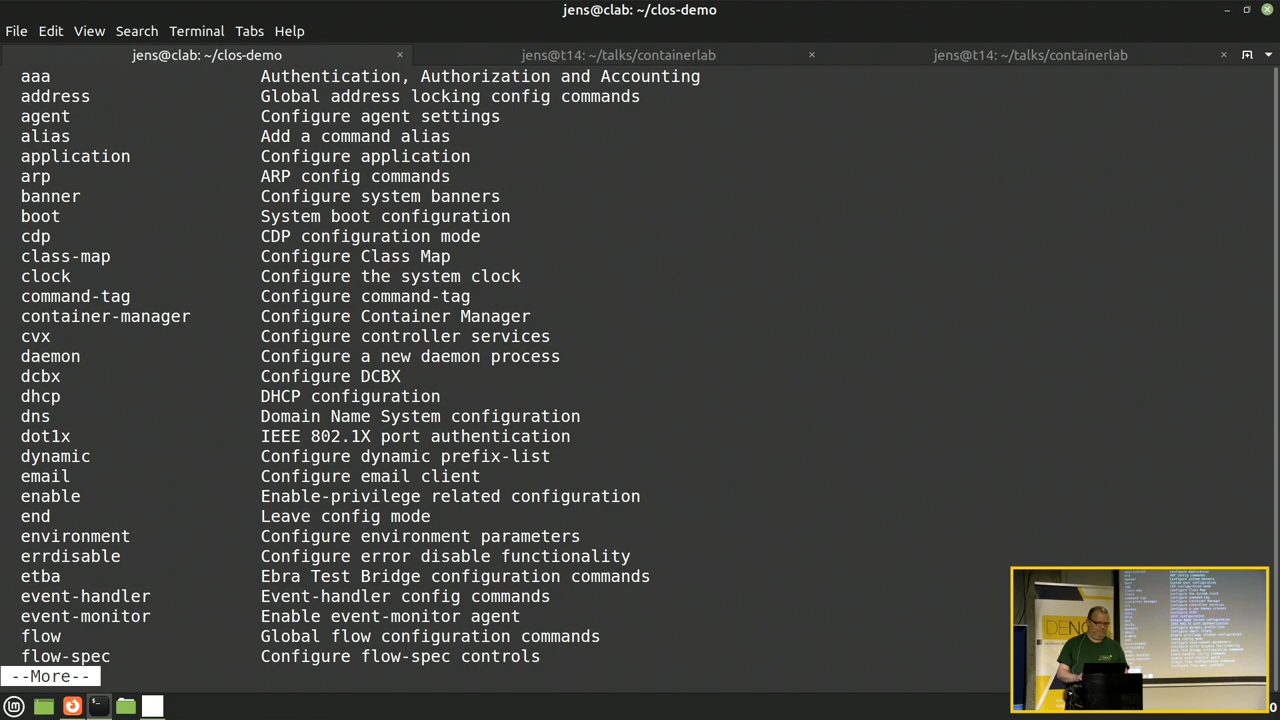 jens@clab: ~/clos-demo
File Edit View Search Terminal Tabs Help
jens@clab: ~/clos-demo × jens@t14: ~/talks/containerlab × jens@t14: ~/talks/containerlab ×
aaa Authentication, Authorization and Accounting
address Global address locking config commands
agent Configure agent settings
alias Add a command alias
application Configure application
arp ARP config commands
banner Configure system banners
boot System boot configuration
cdp CDP configuration mode
class-map Configure Class Map
clock Configure the system clock
command-tag Configure command-tag
container-manager Configure Container Manager
cvx Configure controller services
daemon Configure a new daemon process
dcbx Configure DCBX
dhcp DHCP configuration
dns Domain Name System configuration
dot1x IEEE 802.1X port authentication
dynamic Configure dynamic prefix-list
email Configure email client
enable Enable-privilege related configuration
end Leave config mode
environment Configure environment parameters
errdisable Configure error disable functionality
etba Ebra Test Bridge configuration commands
event-handler Event-handler config commands
event-monitor Enable event-monitor agent
flow Global flow configuration commands
flow-spec Configure flow-spec options
--More--